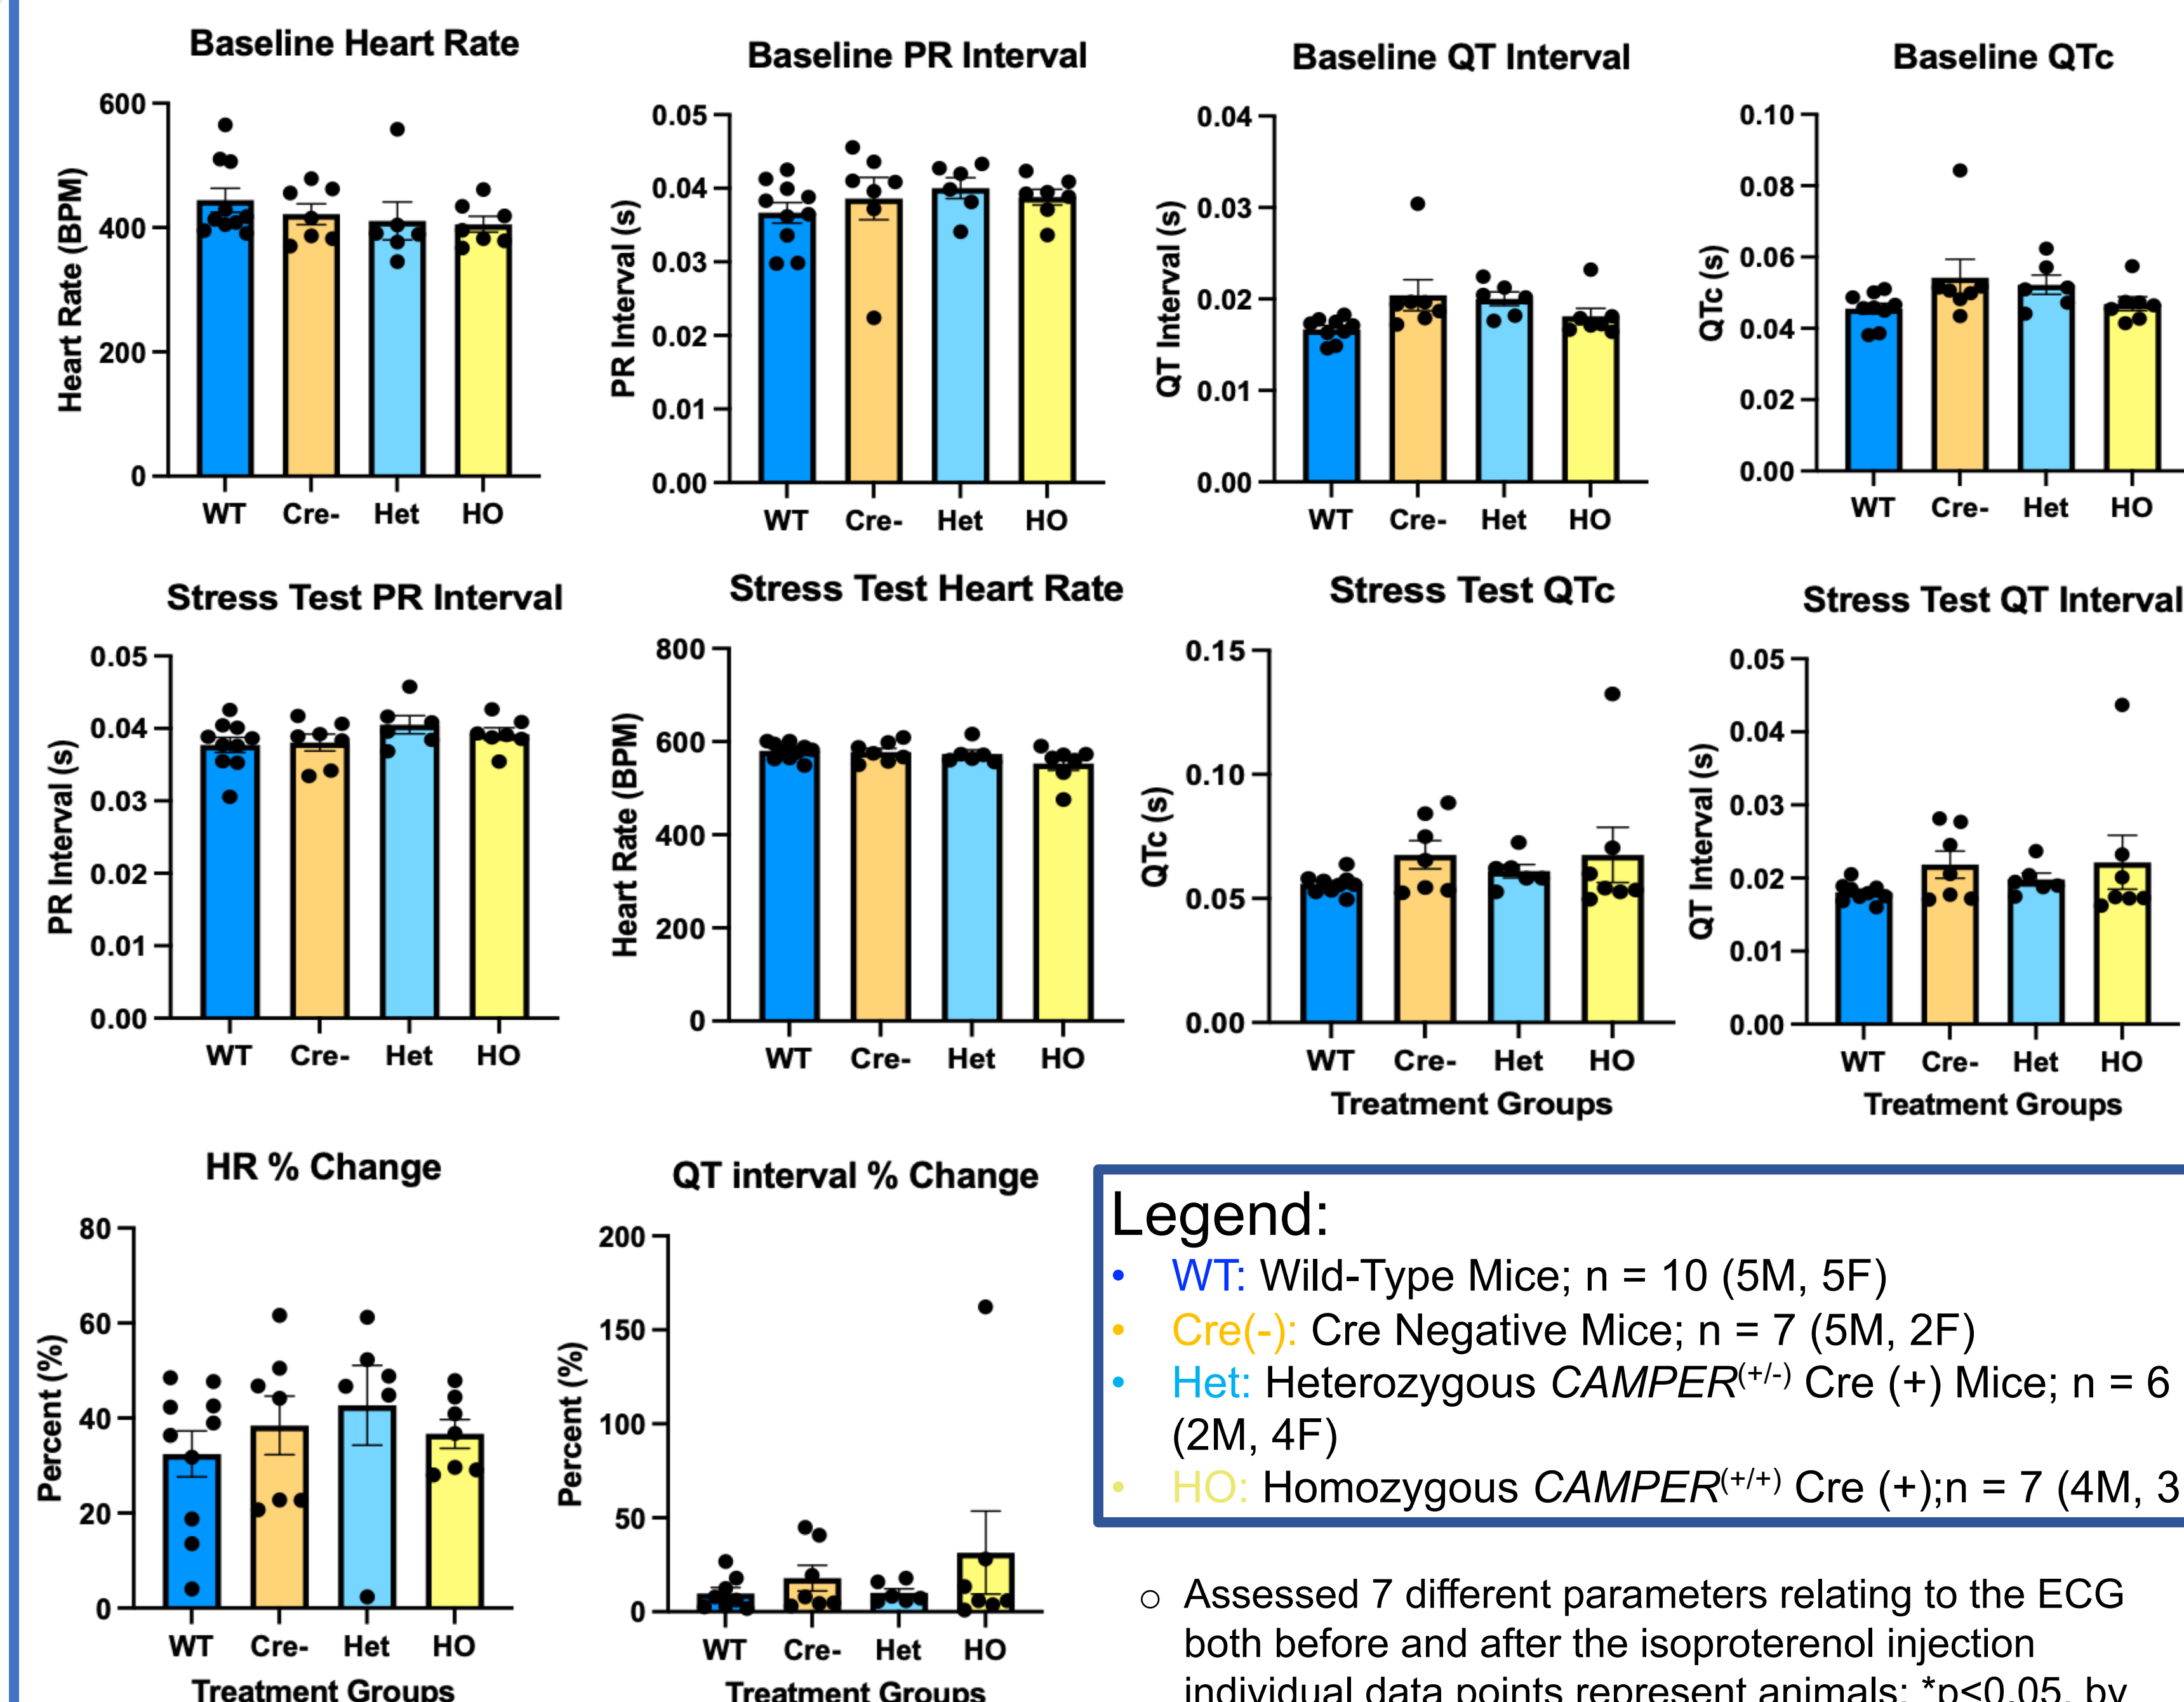 Baseline Heart Rate
Heart Rate (BPM)
600
400
200
0
WT Cre- Het HO
Baseline PR Interval
PR Interval (s)
0.05
0.04
0.03
0.02
0.01
0.00
WT Cre- Het HO
Baseline QT Interval
QT Interval (s)
0.04
0.03
0.02
0.01
0.00
WT Cre- Het HO
Baseline QTc
QTc (s)
0.10
0.08
0.06
0.04
0.02
0.00
WT Cre- Het HO
Stress Test PR Interval
PR Interval (s)
0.05
0.04
0.03
0.02
0.01
0.00
WT Cre- Het HO
Stress Test Heart Rate
Heart Rate (BPM)
800
600
400
200
0
WT Cre- Het HO
Stress Test QTc
QTc (s)
0.15
0.10
0.05
0.00
WT Cre- Het HO
Treatment Groups
Stress Test QT Interval
QT Interval (s)
0.05
0.04
0.03
0.02
0.01
0.00
WT Cre- Het HO
Treatment Groups
HR % Change
Percent (%)
80
60
40
20
0
WT Cre- Het HO
Treatment Groups
QT interval % Change
Percent (%)
200
150
100
50
0
WT Cre- Het HO
Treatment Groups
Legend:
• WT: Wild-Type Mice; n = 10 (5M, 5F)
• Cre(-): Cre Negative Mice; n = 7 (5M, 2F)
• Het: Heterozygous CAMPER(+/-) Cre (+) Mice; n = 6
(2M, 4F)
• HO: Homozygous CAMPER(+/+) Cre (+);n = 7 (4M, 3
○ Assessed 7 different parameters relating to the ECG
both before and after the isoproterenol injection
individual data points represent animals; *p<0.05, by